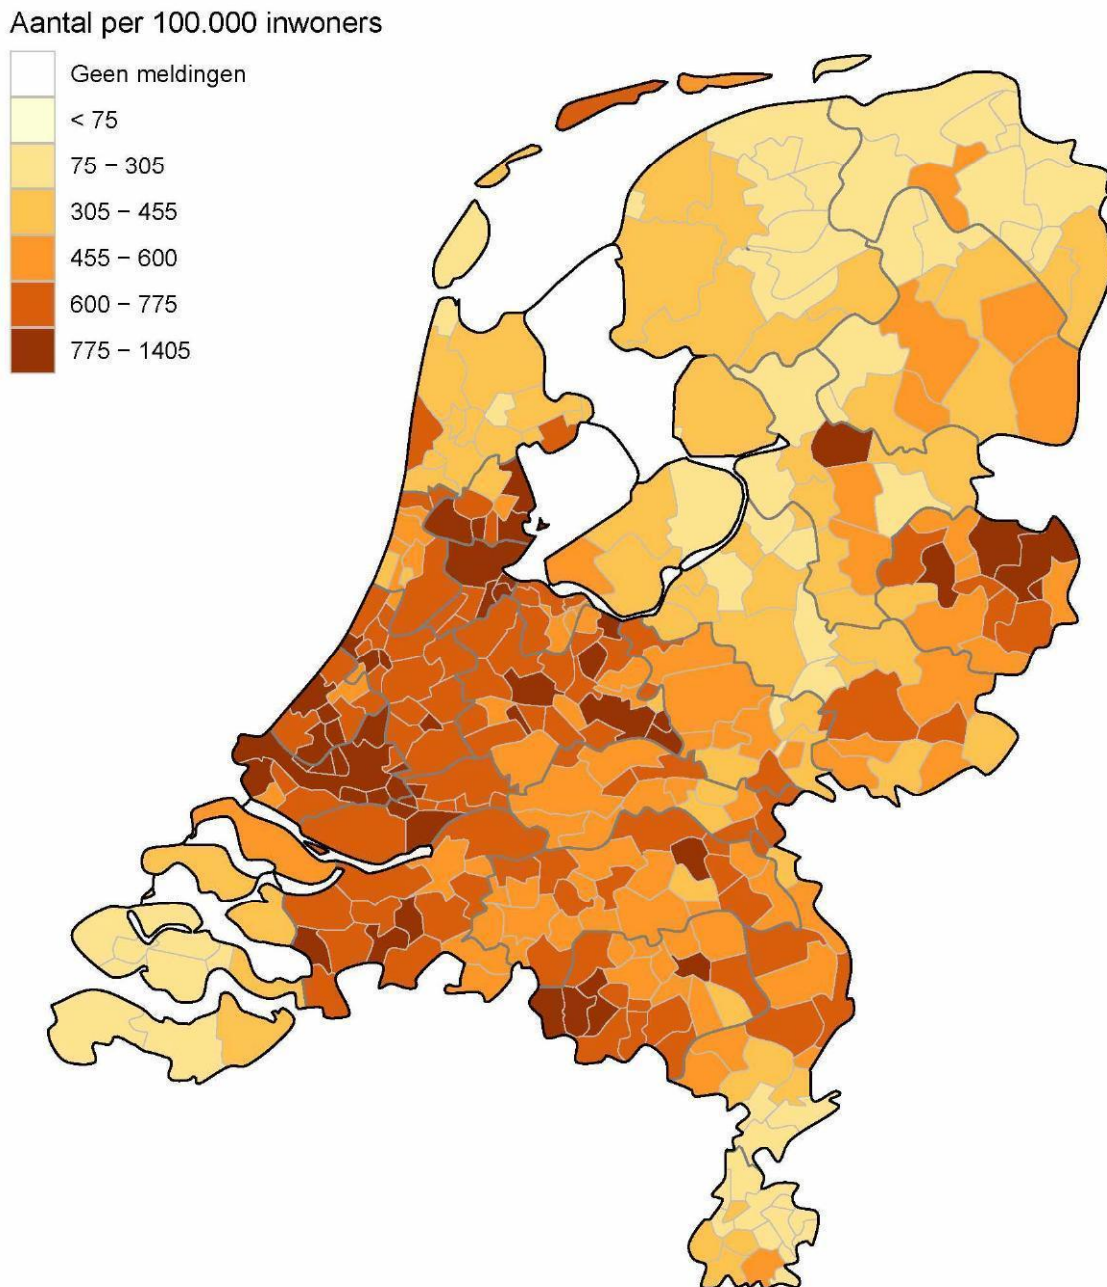 Aantal per 100.000 inwoners
Geen meldingen
< 75
75 − 305
305 − 455
455 − 600
600 − 775
775 − 1405